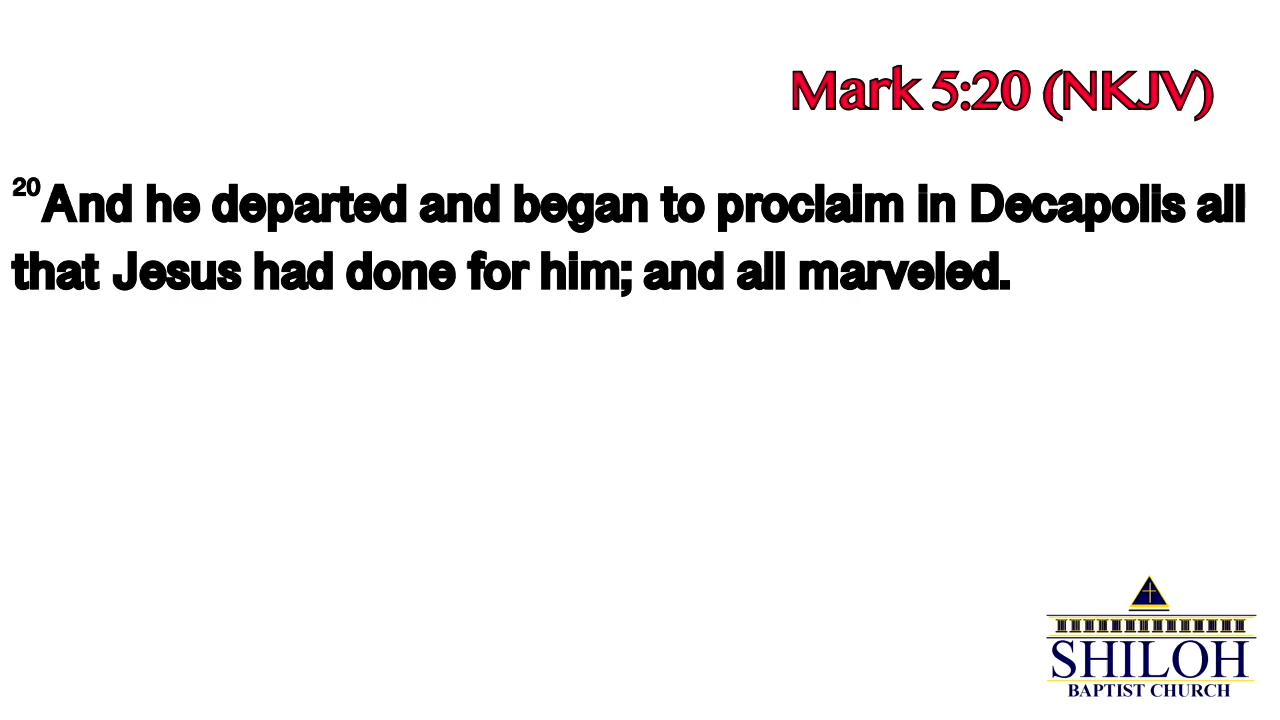 Mark 5:20 (NKJV)
20And he departed and began to proclaim in Decapolis all
that Jesus had done for him; and all marveled.
SHILOH
BAPTIST CHURCH